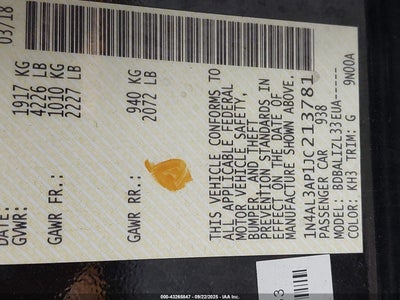 DATE: 03/18
GVWR: 1917 KG
4226 LB
GAWR FR.: 1010 KG
2227 LB
GAWR RR.: 940 KG
2072 LB
THIS VEHICLE CONFORMS TO
ALL APPLICABLE FEDERAL
MOTOR VEHICLE SAFETY,
BUMPER, AND THEFT
PREVENTION STANDARDS IN
EFFECT ON THE DATE OF
MANUFACTURE SHOWN ABOVE.
1N4AL3AP1JC213781
PASSENGER CAR 938
MODEL: BDBALIZL33EUA-----
COLOR: KH3 TRIM: G 9N00A
3
000-43265847 - 09/22/2025 - IAA Inc.